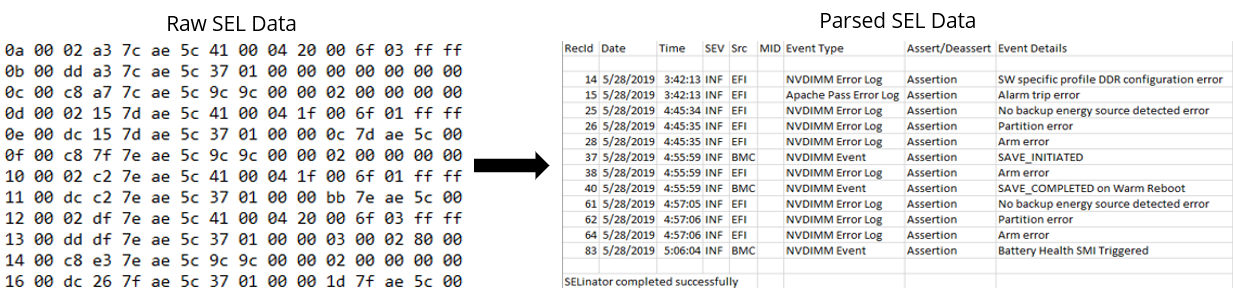 Raw SEL Data
0a 00 02 a3 7c ae 5c 41 00 04 20 00 6f 03 ff ff
0b 00 dd a3 7c ae 5c 37 01 00 00 00 00 00 00 00
0c 00 c8 a7 7c ae 5c 9c 9c 00 00 02 00 00 00 00
0d 00 02 15 7d ae 5c 41 00 04 1f 00 6f 01 ff ff
0e 00 dc 15 7d ae 5c 37 01 00 00 0c 7d ae 5c 00
0f 00 c8 7f 7e ae 5c 9c 9c 00 00 02 00 00 00 00
10 00 02 c2 7e ae 5c 41 00 04 1f 00 6f 01 ff ff
11 00 dc c2 7e ae 5c 37 01 00 00 bb 7e ae 5c 00
12 00 02 df 7e ae 5c 41 00 04 20 00 6f 03 ff ff
13 00 dd df 7e ae 5c 37 01 00 00 03 00 02 80 00
14 00 c8 e3 7e ae 5c 9c 9c 00 00 02 00 00 00 00
16 00 dc 26 7f ae 5c 37 01 00 00 1d 7f ae 5c 00
Parsed SEL Data
RecId Date Time SEV Src MID Event Type Assert/Deassert Event Details
14 5/28/2019 3:42:13 INF EFI NVDIMM Error Log Assertion SW specific profile DDR configuration error
15 5/28/2019 3:42:13 INF EFI Apache Pass Error Log Assertion Alarm trip error
25 5/28/2019 4:45:34 INF EFI NVDIMM Error Log Assertion No backup energy source detected error
26 5/28/2019 4:45:35 INF EFI NVDIMM Error Log Assertion Partition error
28 5/28/2019 4:45:35 INF EFI NVDIMM Error Log Assertion Arm error
37 5/28/2019 4:55:59 INF BMC NVDIMM Event Assertion SAVE_INITIATED
38 5/28/2019 4:55:59 INF EFI NVDIMM Error Log Assertion Arm error
40 5/28/2019 4:55:59 INF BMC NVDIMM Event Assertion SAVE_COMPLETED on Warm Reboot
61 5/28/2019 4:57:05 INF EFI NVDIMM Error Log Assertion No backup energy source detected error
62 5/28/2019 4:57:06 INF EFI NVDIMM Error Log Assertion Partition error
64 5/28/2019 4:57:06 INF EFI NVDIMM Error Log Assertion Arm error
83 5/28/2019 5:06:04 INF BMC NVDIMM Event Assertion Battery Health SMI Triggered
SELinator completed successfully